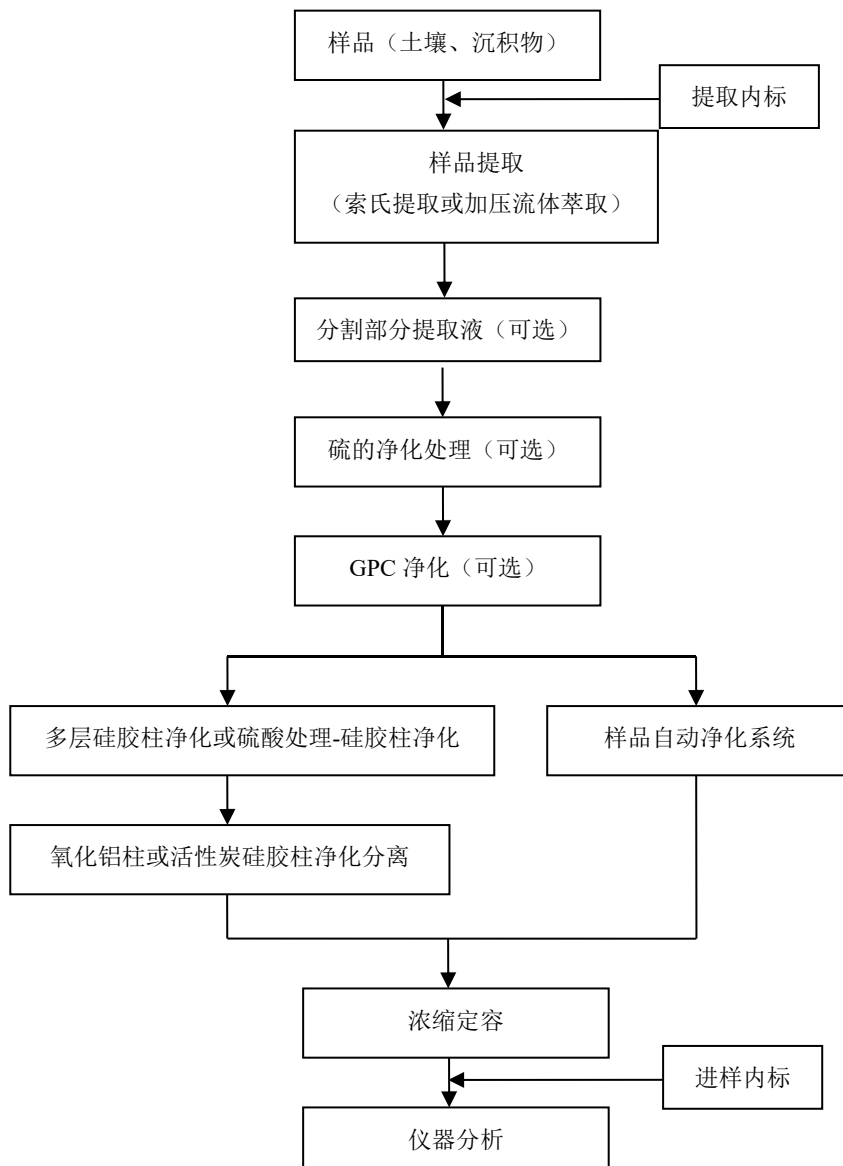 样品（土壤、沉积物）
提取内标
样品提取
（索氏提取或加压流体萃取）
分割部分提取液（可选）
硫的净化处理（可选）
GPC 净化（可选）
多层硅胶柱净化或硫酸处理-硅胶柱净化
样品自动净化系统
氧化铝柱或活性炭硅胶柱净化分离
浓缩定容
进样内标
仪器分析